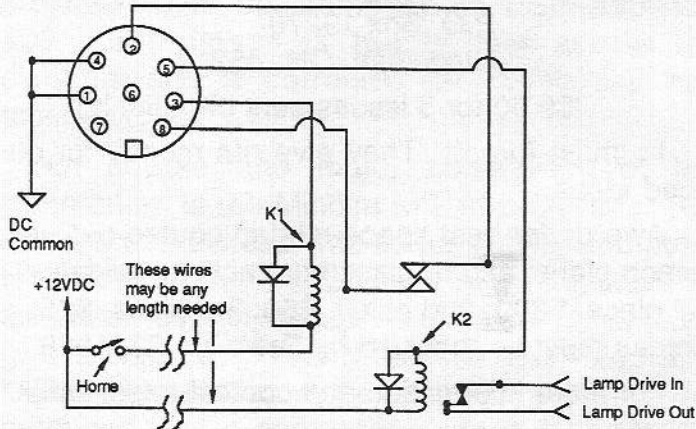 2
4
5
1
6
3
7
8
DC
Common
K1
+12VDC
These wires
may be any
length needed
Home
K2
Lamp Drive In
Lamp Drive Out